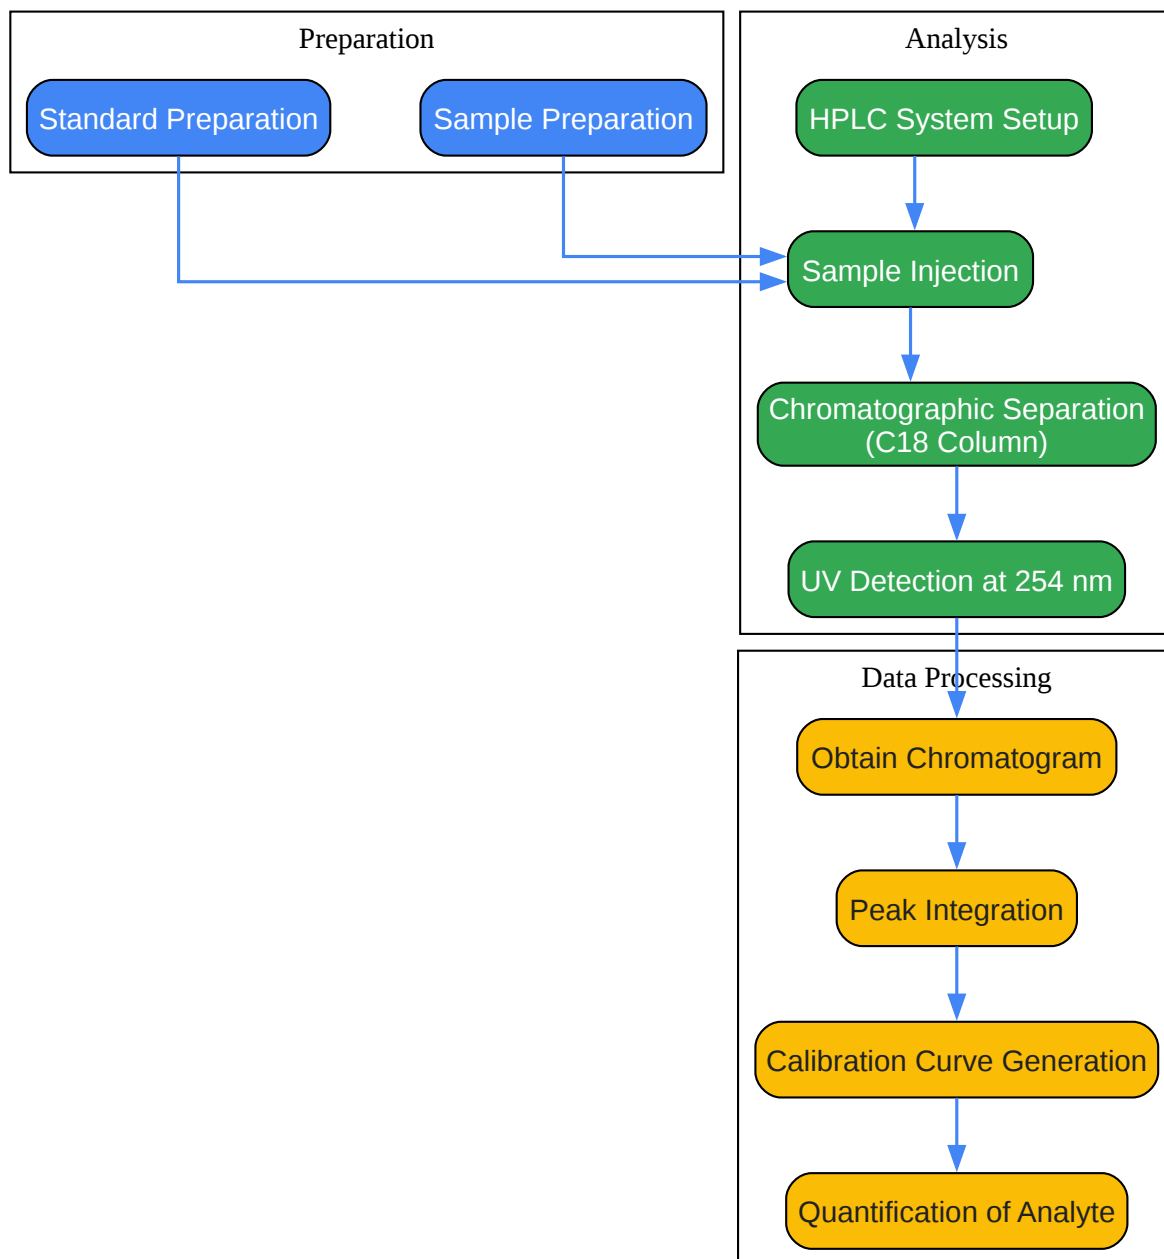 Preparation
Standard Preparation
Sample Preparation
Analysis
HPLC System Setup
Sample Injection
Chromatographic Separation
(C18 Column)
UV Detection at 254 nm
Data Processing
Obtain Chromatogram
Peak Integration
Calibration Curve Generation
Quantification of Analyte